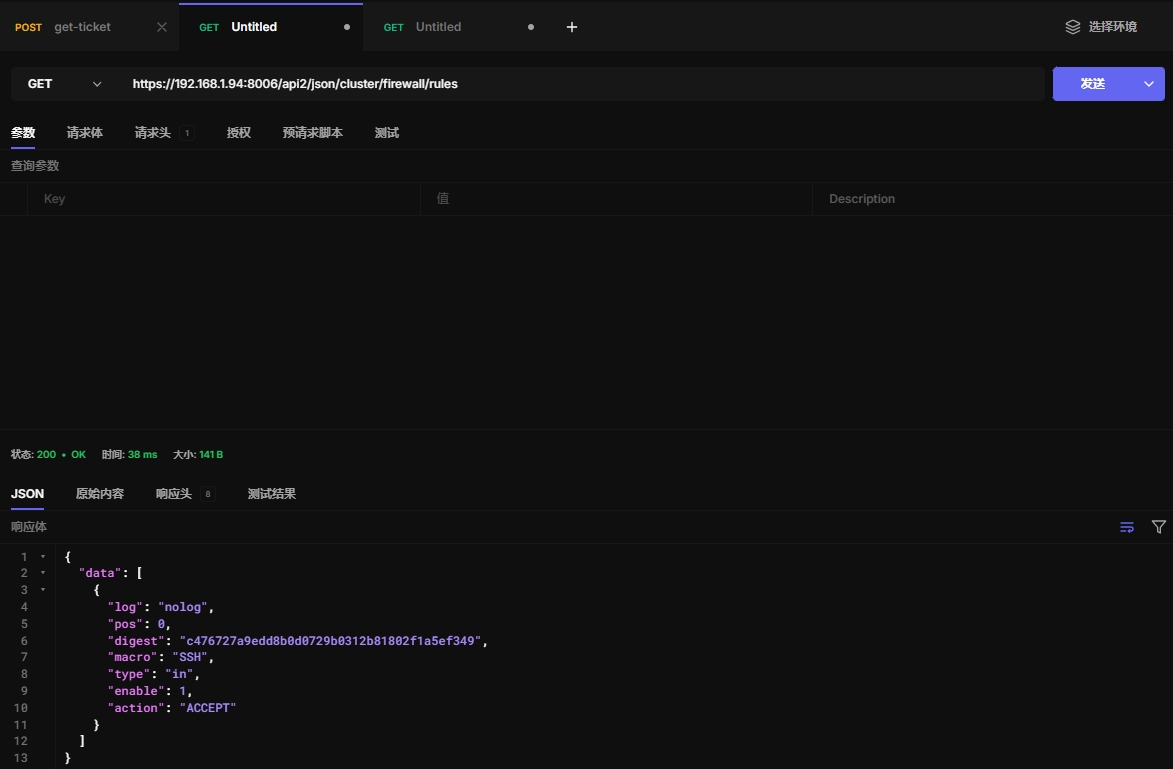 POST get-ticket GET Untitled GET Untitled 选择环境
GET https://192.168.1.94:8006/api2/json/cluster/firewall/rules 发送
参数 请求体 请求头 1 授权 预请求脚本 测试
查询参数
Key 值 Description
状态: 200 • OK 时间: 38 ms 大小: 141 B
JSON 原始内容 响应头 8 测试结果
响应体
1 {
2 "data": [
3 {
4 "log": "nolog",
5 "pos": 0,
6 "digest": "c476727a9edd8b0d0729b0312b81802f1a5ef349",
7 "macro": "SSH",
8 "type": "in",
9 "enable": 1,
10 "action": "ACCEPT"
11 }
12 ]
13 }